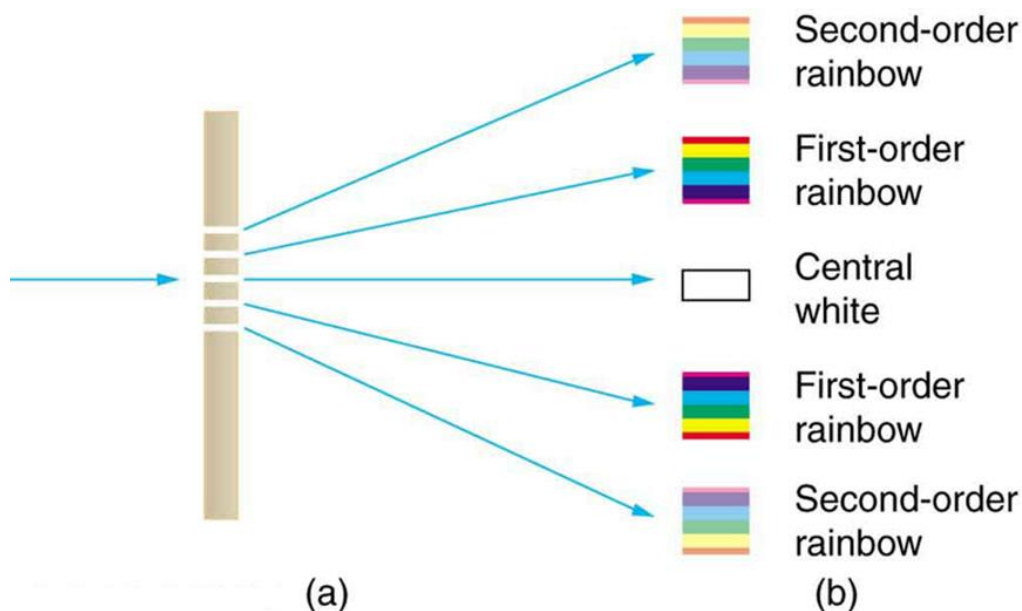 Second-order
rainbow
First-order
rainbow
Central
white
First-order
rainbow
Second-order
rainbow
(a)
(b)